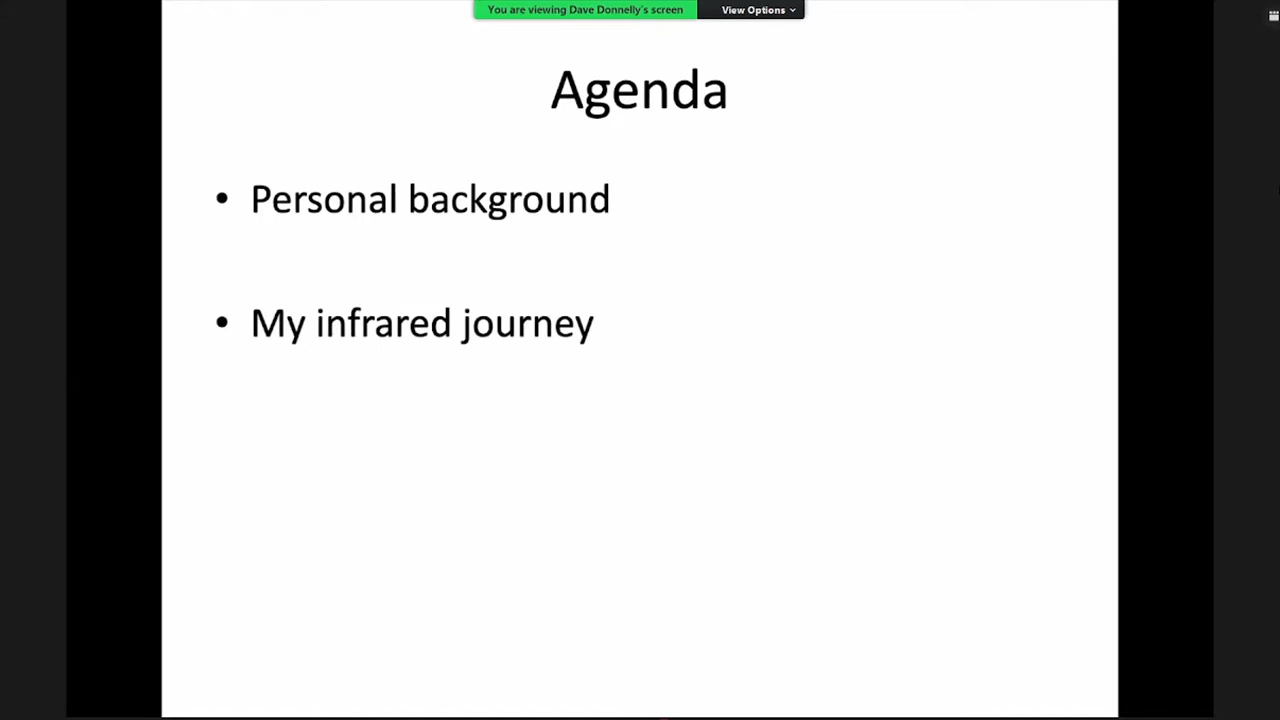 You are viewing Dave Donnelly's screen
View Options
Agenda
• Personal background
• My infrared journey